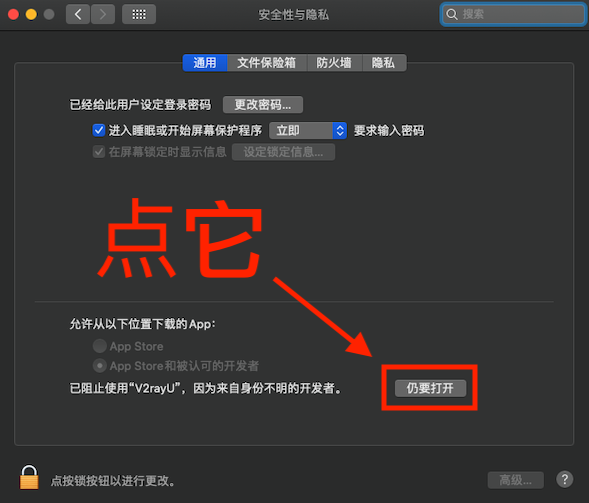 安全性与隐私
搜索
通用 文件保险箱 防火墙 隐私
已经给此用户设定登录密码 更改密码...
进入睡眠或开始屏幕保护程序 立即 要求输入密码
在屏幕锁定时显示信息 设定锁定信息...
点它
允许从以下位置下载的App：
App Store
App Store和被认可的开发者
已阻止使用“V2rayU”，因为来自身份不明的开发者。 仍要打开
点按锁按钮以进行更改。 高级... ?